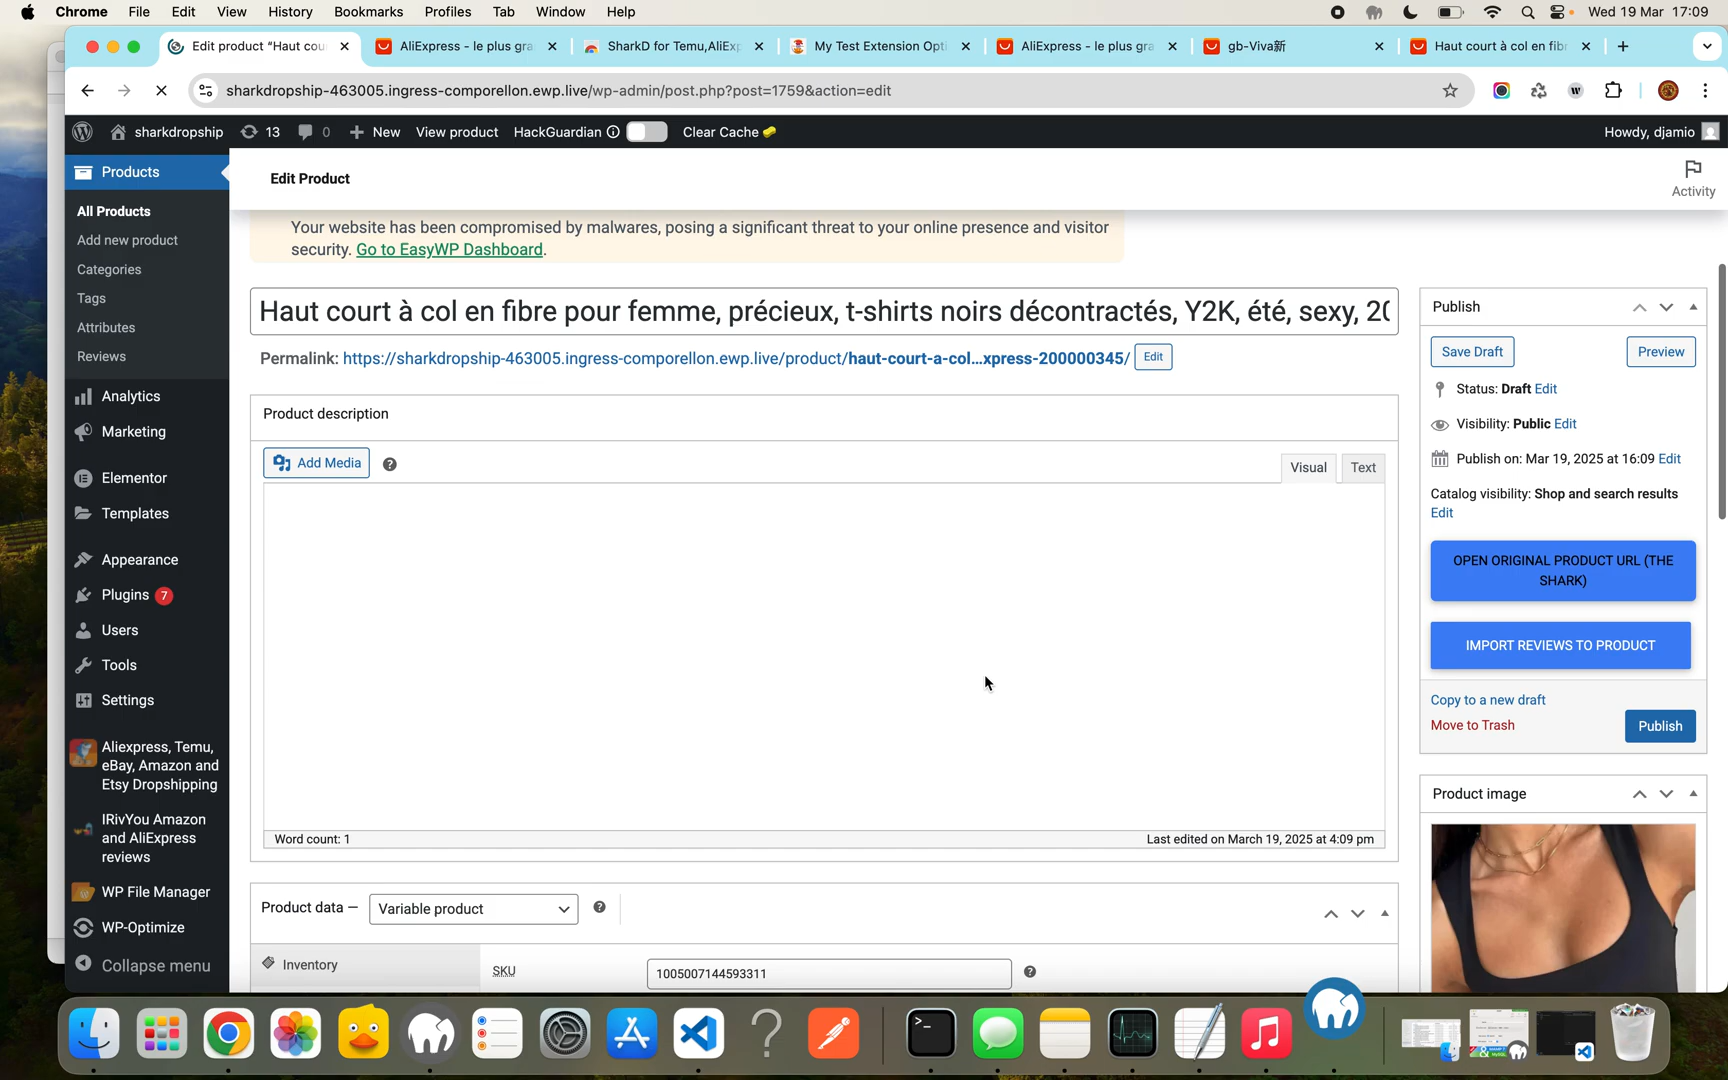 Chrome File Edit View History Bookmarks Profiles Tab Window Help Wed 19 Mar 17:09
Edit product “Haut cou AliExpress - le plus gra SharkD for Temu,AliExp My Test Extension Opti AliExpress - le plus gra gb-Viva新 Haut court à col en fib
sharkdropship-463005.ingress-comporellon.ewp.live/wp-admin/post.php?post=1759&action=edit
sharkdropship 13 0 New View product HackGuardian Clear Cache Howdy, djamio
Products
All Products
Add new product
Categories
Tags
Attributes
Reviews
Analytics
Marketing
Elementor
Templates
Appearance
Plugins 7
Users
Tools
Settings
Aliexpress, Temu,
eBay, Amazon and
Etsy Dropshipping
IRivYou Amazon
and AliExpress
reviews
WP File Manager
WP-Optimize
Collapse menu
Edit Product
Activity
Your website has been compromised by malwares, posing a significant threat to your online presence and visitor
security. Go to EasyWP Dashboard.
Haut court à col en fibre pour femme, précieux, t-shirts noirs décontractés, Y2K, été, sexy, 20
Permalink: https://sharkdropship-463005.ingress-comporellon.ewp.live/product/haut-court-a-col…xpress-200000345/ Edit
Product description
Add Media
Visual Text
Word count: 1 Last edited on March 19, 2025 at 4:09 pm
Product data — Variable product
Inventory
SKU 1005007144593311
Publish
Save Draft Preview
Status: Draft Edit
Visibility: Public Edit
Publish on: Mar 19, 2025 at 16:09 Edit
Catalog visibility: Shop and search results
Edit
OPEN ORIGINAL PRODUCT URL (THE
SHARK)
IMPORT REVIEWS TO PRODUCT
Copy to a new draft
Move to Trash Publish
Product image